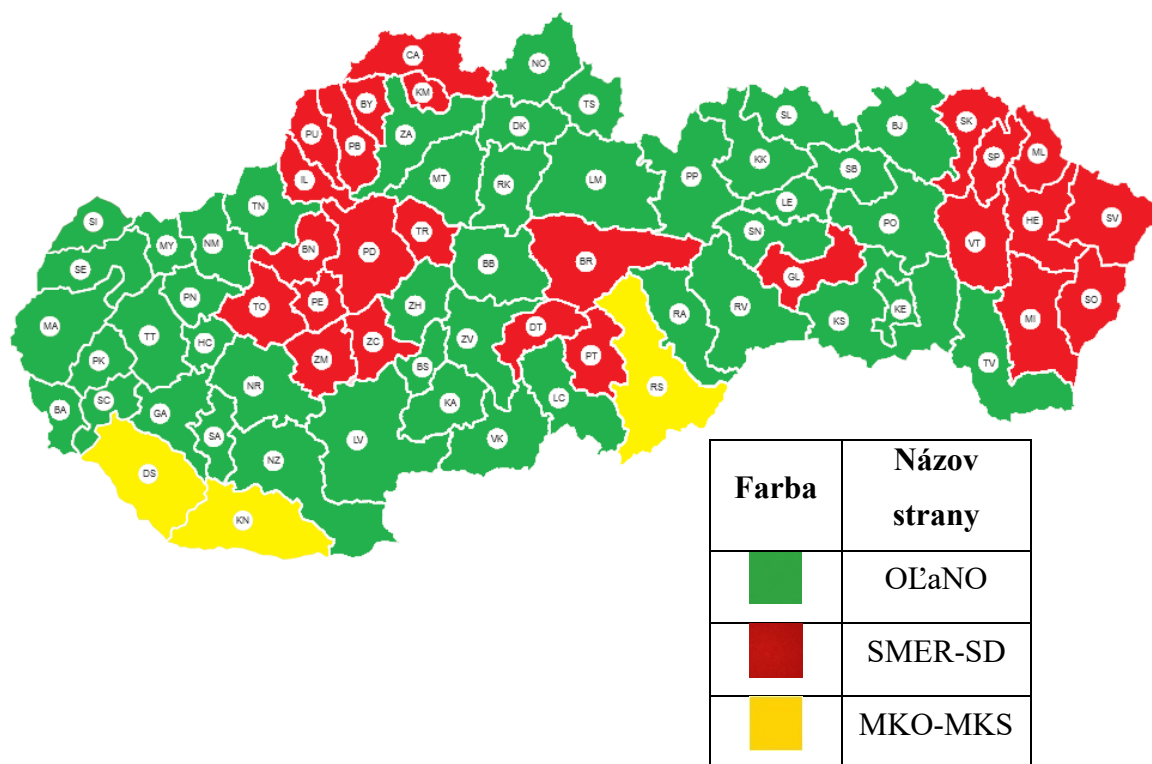 CA
NO
KM
BY
TS
PU
PB
ZA
DK
SL
BJ
SK
SP
ML
IL
MT
RK
LM
PP
KK
SB
LE
TN
SI
MY
NM
BN
PD
TR
SN
PO
VT
HE
SV
SE
BB
BR
GL
TO
PE
ZH
PN
MA
TT
HC
RA
RV
KS
KE
MI
SO
DT
PT
ZM
ZC
ZV
BS
TV
PK
SC
NR
RS
BA
GA
KA
LC
SA
LV
VK
NZ
DS
KN
Farba
Názov
strany
OĽaNO
SMER-SD
MKO-MKS